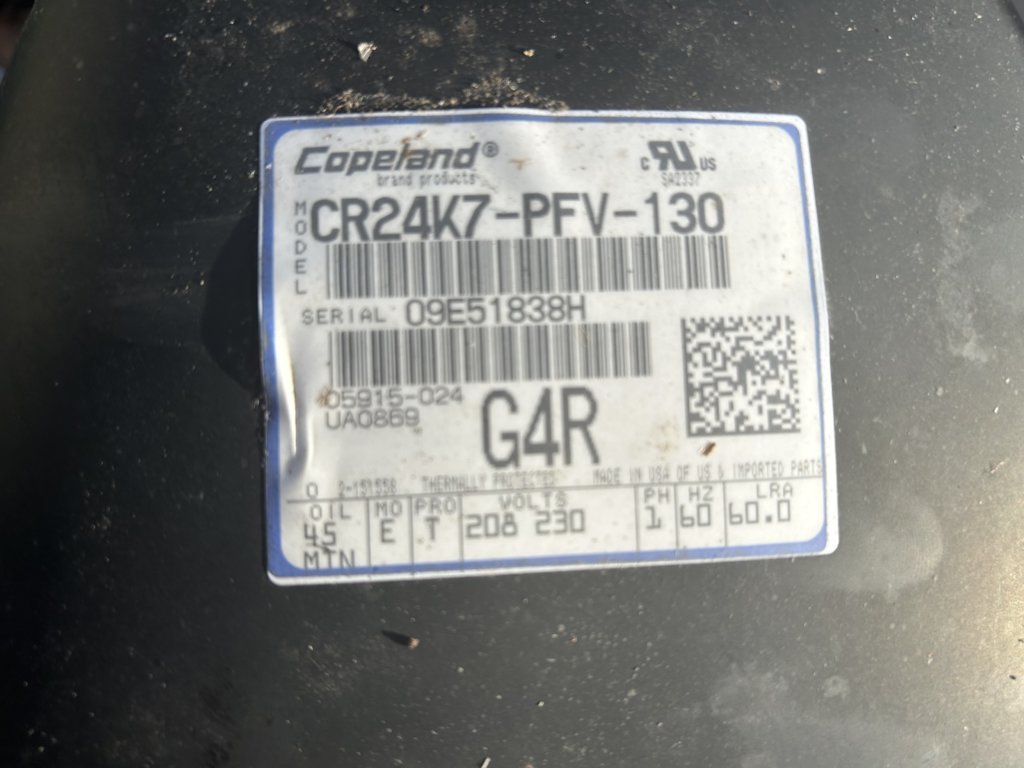 Copeland®
brand products
C RU US
SA2337
MODEL CR24K7-PFV-130
SERIAL 09E51838H
05915-024
UA0869
G4R
THERMALLY PROTECTED MADE IN USA OF US & IMPORTED PARTS
OIL MO PRO VOLTS PH HZ LRA
45 E T 208 230 1 60 60.0
MTN